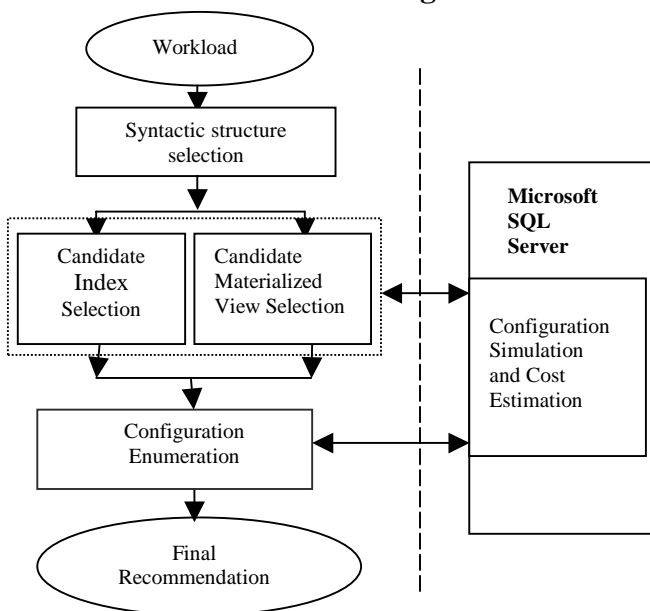 Workload
Syntactic structure
selection
Microsoft
SQL
Server
Candidate
Index
Selection
Candidate
Materialized
View Selection
Configuration
Simulation
and Cost
Estimation
Configuration
Enumeration
Final
Recommendation